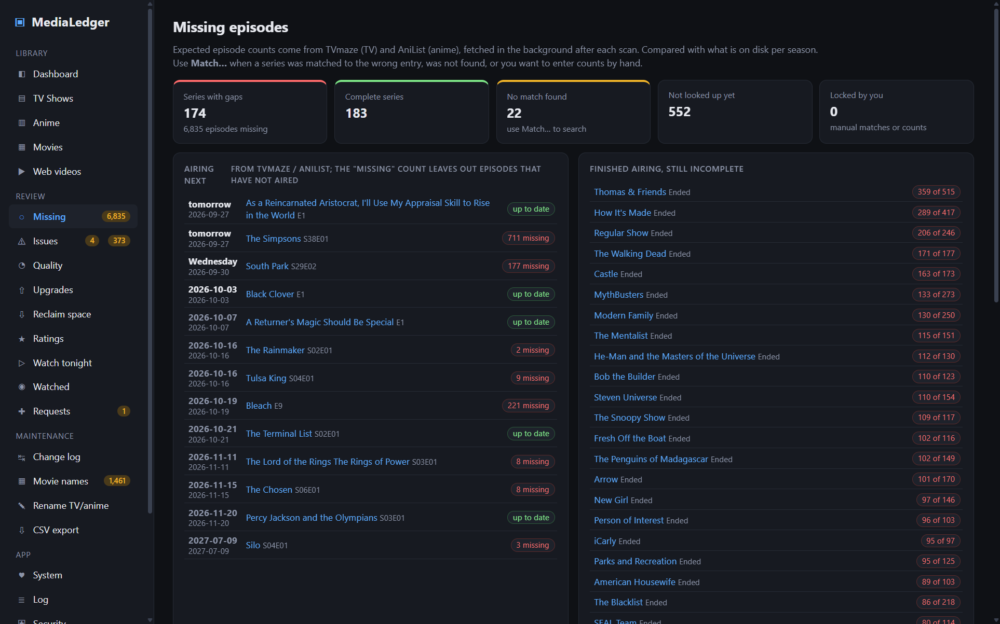 MediaLedger
LIBRARY
Dashboard
TV Shows
Anime
Movies
Web videos
REVIEW
Missing 6,835
Issues 4 373
Quality
Upgrades
Reclaim space
Ratings
Watch tonight
Watched
Requests 1
MAINTENANCE
Change log
Movie names 1,461
Rename TV/anime
CSV export
APP
System
Log
Security
Missing episodes
Expected episode counts come from TVmaze (TV) and AniList (anime), fetched in the background after each scan. Compared with what is on disk per season.
Use Match... when a series was matched to the wrong entry, was not found, or you want to enter counts by hand.
Series with gaps
174
6,835 episodes missing
Complete series
183
No match found
22
use Match... to search
Not looked up yet
552
Locked by you
0
manual matches or counts
AIRING NEXT
FROM TVMAZE / ANILIST; THE "MISSING" COUNT LEAVES OUT EPISODES THAT
HAVE NOT AIRED
tomorrow
2026-09-27
As a Reincarnated Aristocrat, I'll Use My Appraisal Skill to Rise
in the World E1
up to date
tomorrow
2026-09-27
The Simpsons S38E01
711 missing
Wednesday
2026-09-30
South Park S29E02
177 missing
2026-10-03
2026-10-03
Black Clover E1
up to date
2026-10-07
2026-10-07
A Returner's Magic Should Be Special E1
up to date
2026-10-16
2026-10-16
The Rainmaker S02E01
2 missing
2026-10-16
2026-10-16
Tulsa King S04E01
9 missing
2026-10-19
2026-10-19
Bleach E9
221 missing
2026-10-21
2026-10-21
The Terminal List S02E01
up to date
2026-11-11
2026-11-11
The Lord of the Rings The Rings of Power S03E01
8 missing
2026-11-15
2026-11-15
The Chosen S06E01
8 missing
2026-11-20
2026-11-20
Percy Jackson and the Olympians S03E01
up to date
2027-07-09
2027-07-09
Silo S04E01
3 missing
FINISHED AIRING, STILL INCOMPLETE
Thomas & Friends Ended 359 of 515
How It's Made Ended 289 of 417
Regular Show Ended 206 of 246
The Walking Dead Ended 171 of 177
Castle Ended 163 of 173
MythBusters Ended 133 of 273
Modern Family Ended 130 of 250
The Mentalist Ended 115 of 151
He-Man and the Masters of the Universe Ended 112 of 130
Bob the Builder Ended 110 of 123
Steven Universe Ended 110 of 154
The Snoopy Show Ended 109 of 117
Fresh Off the Boat Ended 102 of 116
The Penguins of Madagascar Ended 102 of 149
Arrow Ended 101 of 170
New Girl Ended 97 of 146
Person of Interest Ended 96 of 103
iCarly Ended 95 of 97
Parks and Recreation Ended 95 of 125
American Housewife Ended 89 of 103
The Blacklist Ended 86 of 218
SEAL Team Ended 80 of 114